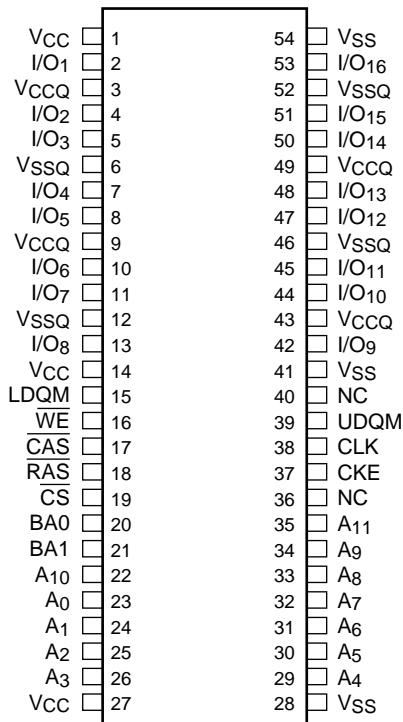 VCC 1 54 VSS
I/O1 2 53 I/O16
VCCQ 3 52 VSSQ
I/O2 4 51 I/O15
I/O3 5 50 I/O14
VSSQ 6 49 VCCQ
I/O4 7 48 I/O13
I/O5 8 47 I/O12
VCCQ 9 46 VSSQ
I/O6 10 45 I/O11
I/O7 11 44 I/O10
VSSQ 12 43 VCCQ
I/O8 13 42 I/O9
VCC 14 41 VSS
LDQM 15 40 NC
W̅E̅ 16 39 UDQM
C̅A̅S̅ 17 38 CLK
R̅A̅S̅ 18 37 CKE
C̅S̅ 19 36 NC
BA0 20 35 A11
BA1 21 34 A9
A10 22 33 A8
A0 23 32 A7
A1 24 31 A6
A2 25 30 A5
A3 26 29 A4
VCC 27 28 VSS